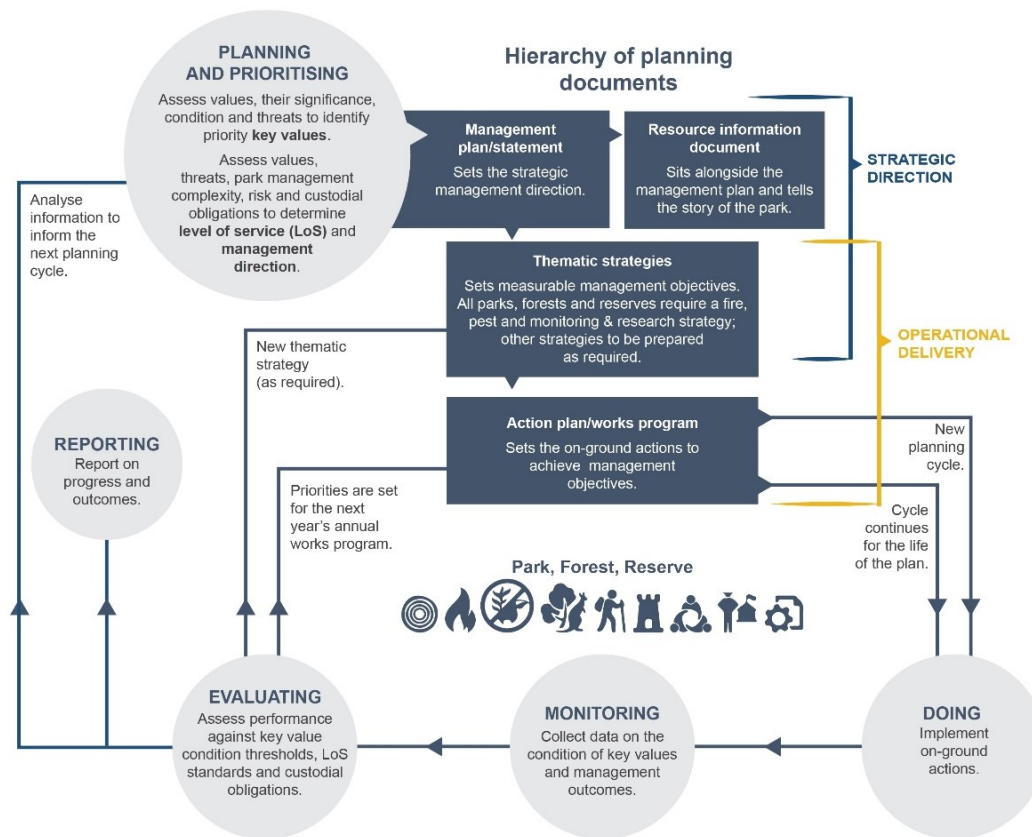 PLANNING
AND PRIORITISING
Assess values, their significance,
condition and threats to identify
priority key values.
Assess values,
threats, park management
complexity, risk and custodial
obligations to determine
level of service (LoS) and
management
direction.
Hierarchy of planning
documents
Management
plan/statement
Sets the strategic
management direction.
Resource information
document
Sits alongside the
management plan and tells
the story of the park.
STRATEGIC
DIRECTION
Analyse
information to
inform the
next planning
cycle.
Thematic strategies
Sets measurable management objectives.
All parks, forests and reserves require a fire,
pest and monitoring & research strategy;
other strategies to be prepared
as required.
OPERATIONAL
DELIVERY
New thematic
strategy
(as required).
Action plan/works program
Sets the on-ground actions to
achieve management
objectives.
New
planning
cycle.
REPORTING
Report on
progress and
outcomes.
Priorities are set
for the next
year's annual
works program.
Cycle
continues
for the life
of the plan.
Park, Forest, Reserve
EVALUATING
Assess performance
against key value
condition thresholds, LoS
standards and custodial
obligations.
MONITORING
Collect data on the
condition of key values
and management
outcomes.
DOING
Implement
on-ground
actions.